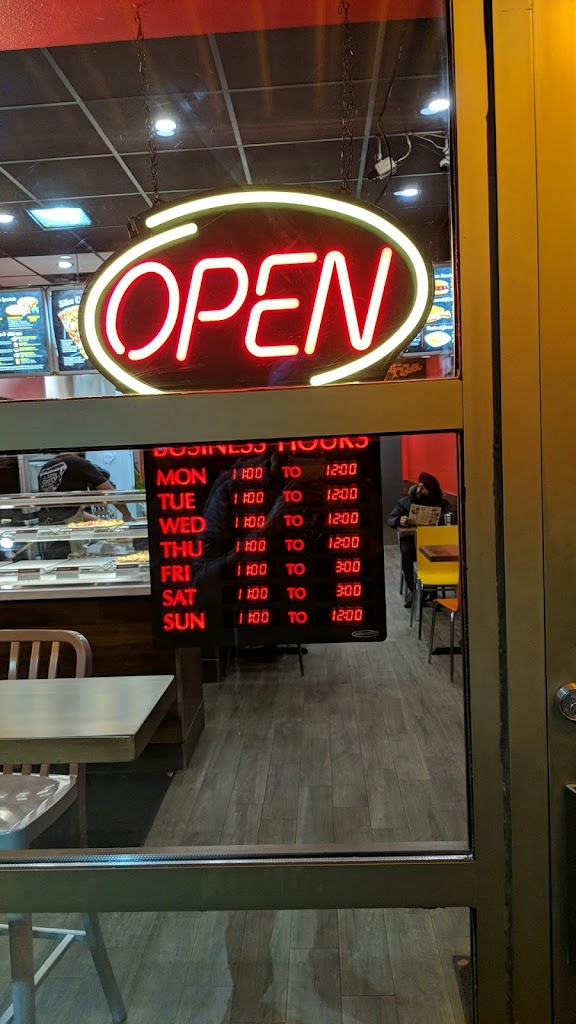 OPEN
BUSINESS HOURS
MON 11:00 TO 12:00
TUE 11:00 TO 12:00
WED 11:00 TO 12:00
THU 11:00 TO 12:00
FRI 11:00 TO 3:00
SAT 11:00 TO 3:00
SUN 11:00 TO 12:00